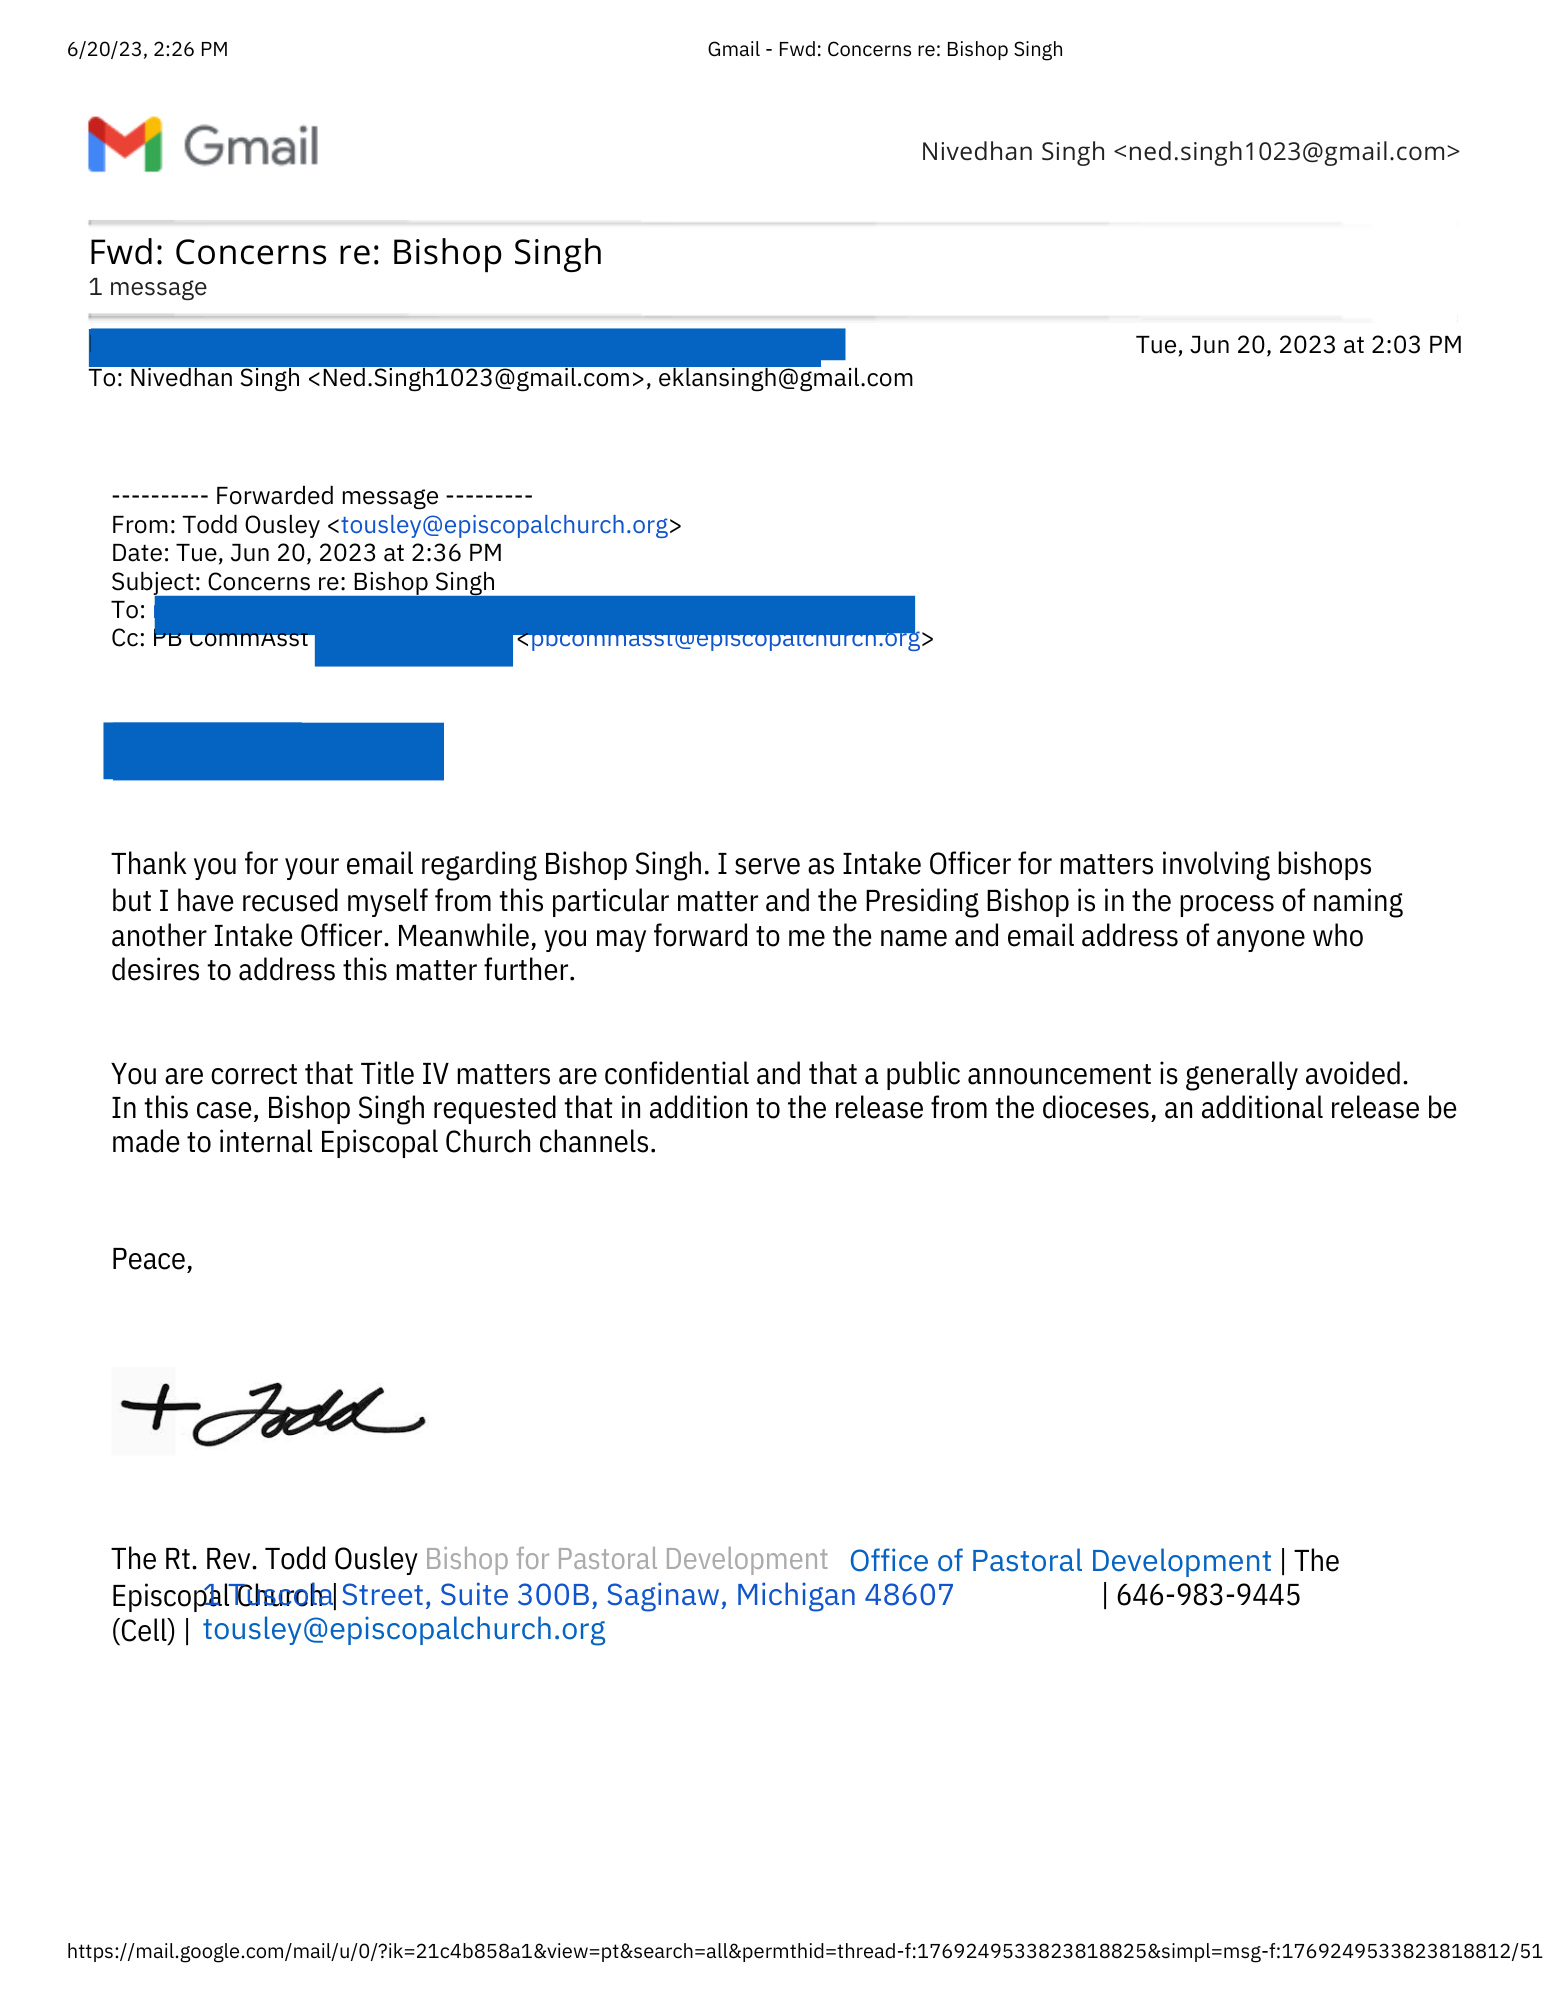 6/20/23, 2:26 PM Gmail - Fwd: Concerns re: Bishop Singh
Gmail Nivedhan Singh <ned.singh1023@gmail.com>
Fwd: Concerns re: Bishop Singh
1 message
Tue, Jun 20, 2023 at 2:03 PM
To: Nivedhan Singh <Ned.Singh1023@gmail.com>, eklansingh@gmail.com
---------- Forwarded message ---------
From: Todd Ousley <tousley@episcopalchurch.org>
Date: Tue, Jun 20, 2023 at 2:36 PM
Subject: Concerns re: Bishop Singh
To:
Cc: PB CommAsst <pbcommasst@episcopalchurch.org>
Thank you for your email regarding Bishop Singh. I serve as Intake Officer for matters involving bishops
but I have recused myself from this particular matter and the Presiding Bishop is in the process of naming
another Intake Officer. Meanwhile, you may forward to me the name and email address of anyone who
desires to address this matter further.
You are correct that Title IV matters are confidential and that a public announcement is generally avoided.
In this case, Bishop Singh requested that in addition to the release from the dioceses, an additional release be
made to internal Episcopal Church channels.
Peace,
+ Todd
The Rt. Rev. Todd Ousley Bishop for Pastoral Development Office of Pastoral Development | The
Episcopal Church | 1 Tuscola Street, Suite 300B, Saginaw, Michigan 48607 | 646-983-9445
(Cell) | tousley@episcopalchurch.org
https://mail.google.com/mail/u/0/?ik=21c4b858a1&view=pt&search=all&permthid=thread-f:1769249533823818825&simpl=msg-f:1769249533823818812/51